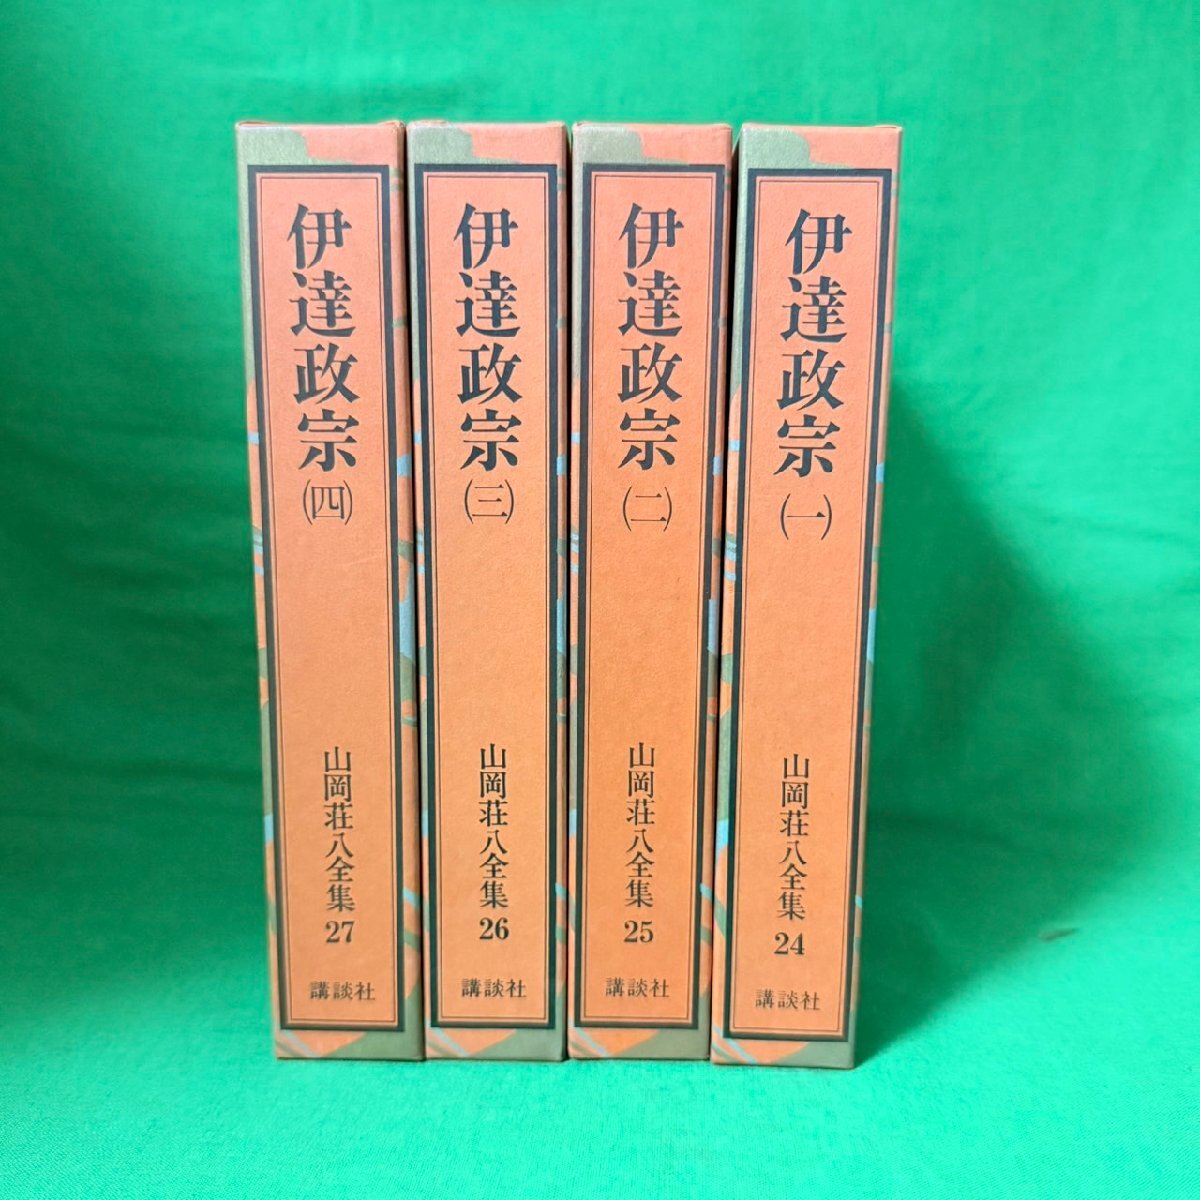 伊達政宗(一)
山岡荘八全集 24
講談社
伊達政宗(二)
山岡荘八全集 25
講談社
伊達政宗(三)
山岡荘八全集 26
講談社
伊達政宗(四)
山岡荘八全集 27
講談社